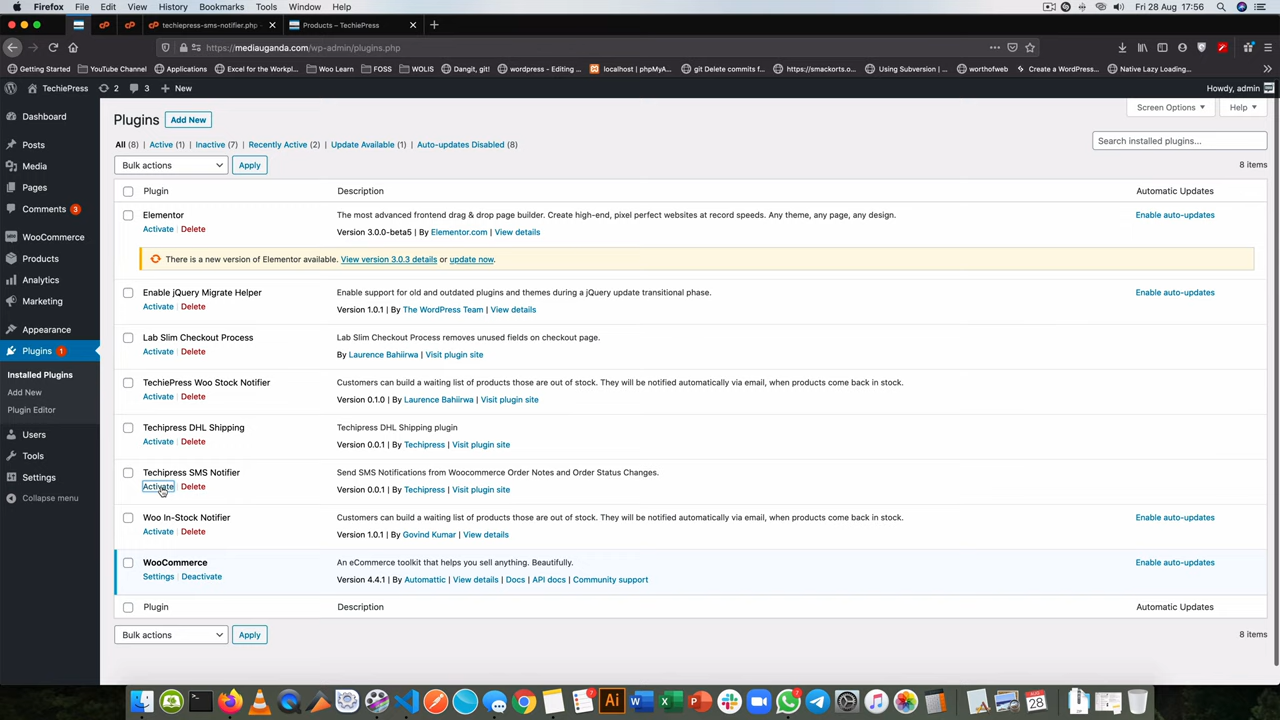 Firefox File Edit View History Bookmarks Tools Window Help Fri 28 Aug 17:56
techiepress-sms-notifier.php Products – TechiePress
https://mediauganda.com/wp-admin/plugins.php
Getting Started YouTube Channel Applications Excel for the Workpl... Woo Learn FOSS WOLIS Dangit, git! wordpress - Editing ... localhost | phpMyA... git Delete commits f... https://smackorts.o... Using Subversion | ... worthofweb Create a WordPress... Native Lazy Loading...
TechiePress 2 3 New Howdy, admin
Dashboard
Posts
Media
Pages
Comments 3
WooCommerce
Products
Analytics
Marketing
Appearance
Plugins 1
Installed Plugins
Add New
Plugin Editor
Users
Tools
Settings
Collapse menu
Screen Options Help
Plugins Add New
All (8) | Active (1) | Inactive (7) | Recently Active (2) | Update Available (1) | Auto-updates Disabled (8)
Search installed plugins...
Bulk actions Apply 8 items
Plugin Description Automatic Updates
Elementor The most advanced frontend drag & drop page builder. Create high-end, pixel perfect websites at record speeds. Any theme, any page, any design. Enable auto-updates
Activate | Delete Version 3.0.0-beta5 | By Elementor.com | View details
There is a new version of Elementor available. View version 3.0.3 details or update now.
Enable jQuery Migrate Helper Enable support for old and outdated plugins and themes during a jQuery update transitional phase. Enable auto-updates
Activate | Delete Version 1.0.1 | By The WordPress Team | View details
Lab Slim Checkout Process Lab Slim Checkout Process removes unused fields on checkout page.
Activate | Delete By Laurence Bahiirwa | Visit plugin site
TechiePress Woo Stock Notifier Customers can build a waiting list of products those are out of stock. They will be notified automatically via email, when products come back in stock.
Activate | Delete Version 0.1.0 | By Laurence Bahiirwa | Visit plugin site
Techipress DHL Shipping Techipress DHL Shipping plugin
Activate | Delete Version 0.0.1 | By Techipress | Visit plugin site
Techipress SMS Notifier Send SMS Notifications from Woocommerce Order Notes and Order Status Changes.
Activate | Delete Version 0.0.1 | By Techipress | Visit plugin site
Woo In-Stock Notifier Customers can build a waiting list of products those are out of stock. They will be notified automatically via email, when products come back in stock. Enable auto-updates
Activate | Delete Version 1.0.1 | By Govind Kumar | View details
WooCommerce An eCommerce toolkit that helps you sell anything. Beautifully. Enable auto-updates
Settings | Deactivate Version 4.4.1 | By Automattic | View details | Docs | API docs | Community support
Plugin Description Automatic Updates
Bulk actions Apply 8 items